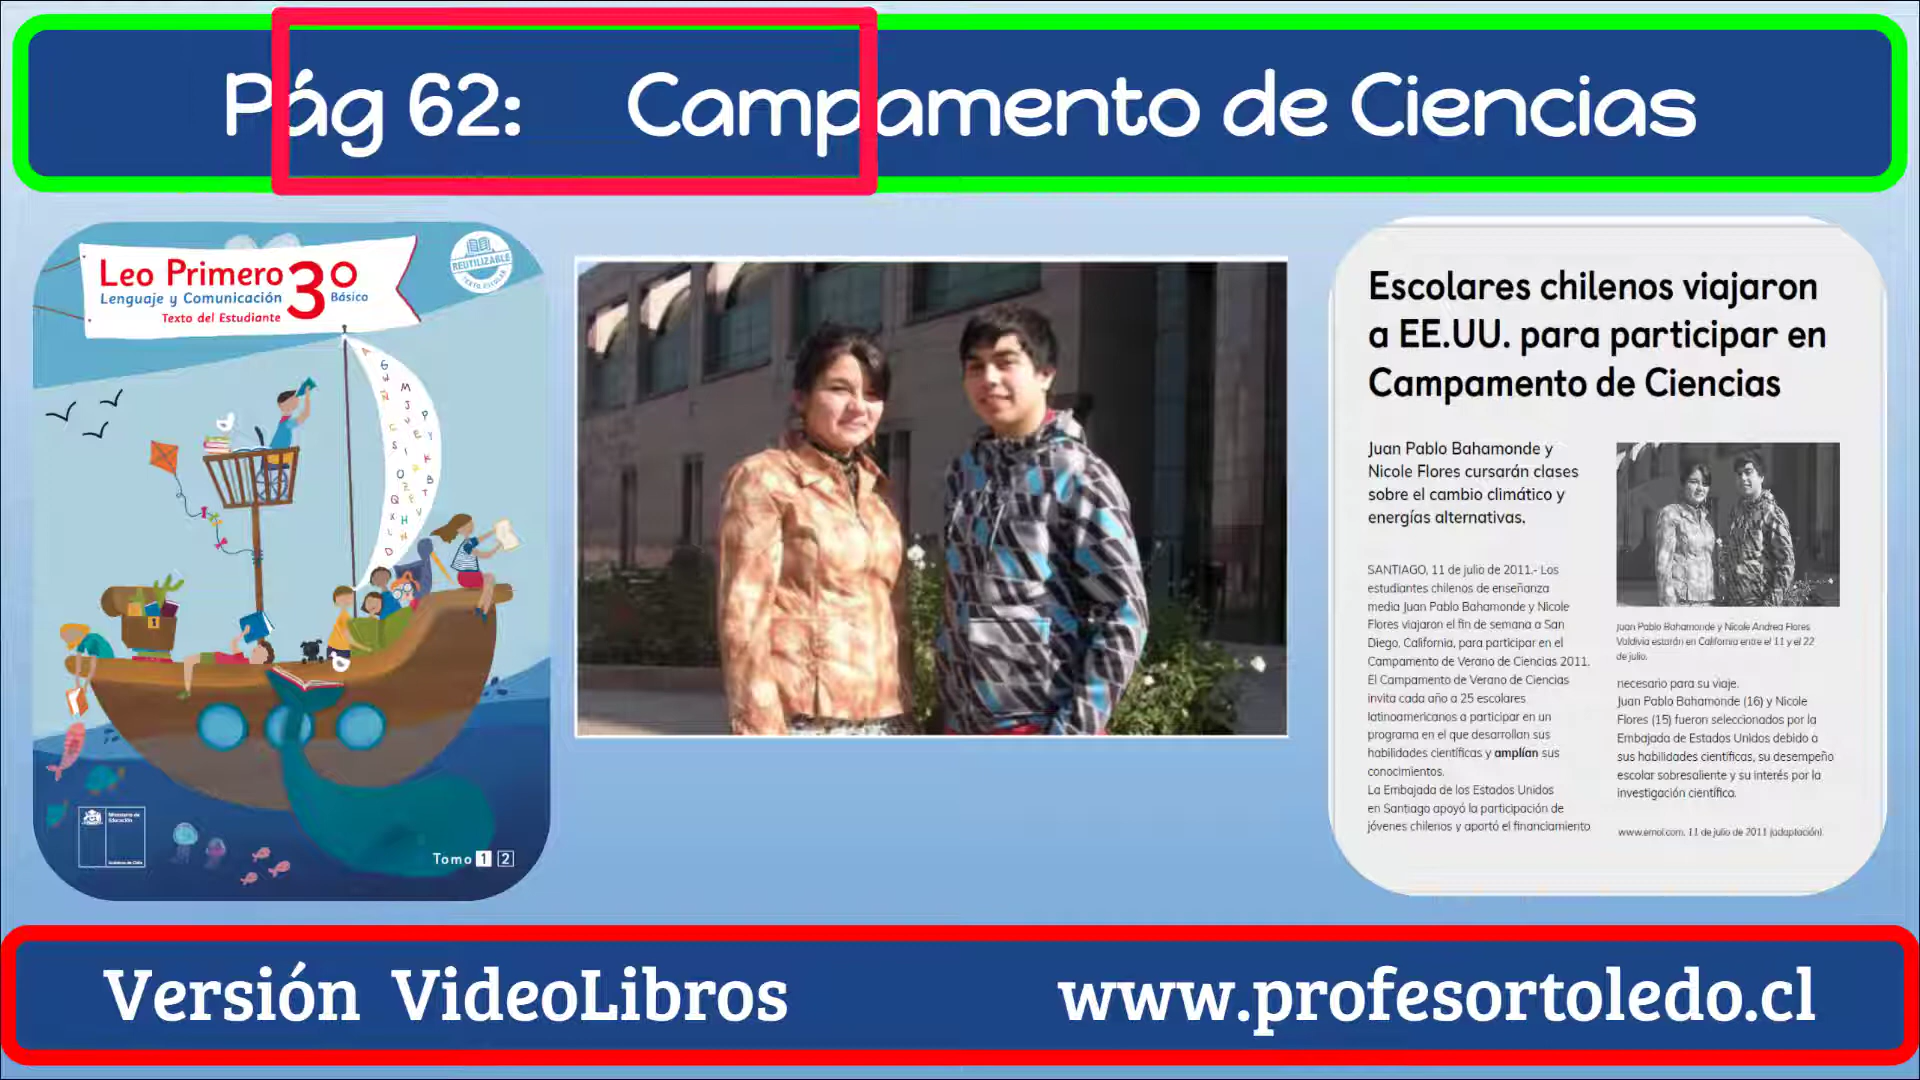 Pág 62: Campamento de Ciencias
Leo Primero 3º
Lenguaje y Comunicación Básico
Texto del Estudiante
REUTILIZABLE
TEXTO ESCOLAR
Ministerio de
Educación
Gobierno de Chile
Tomo 1 2
Escolares chilenos viajaron
a EE.UU. para participar en
Campamento de Ciencias
Juan Pablo Bahamonde y
Nicole Flores cursarán clases
sobre el cambio climático y
energías alternativas.
SANTIAGO, 11 de julio de 2011.- Los
estudiantes chilenos de enseñanza
media Juan Pablo Bahamonde y Nicole
Flores viajaron el fin de semana a San
Diego, California, para participar en el
Campamento de Verano de Ciencias 2011.
El Campamento de Verano de Ciencias
invita cada año a 25 escolares
latinoamericanos a participar en un
programa en el que desarrollan sus
habilidades científicas y amplían sus
conocimientos.
La Embajada de los Estados Unidos
en Santiago apoyó la participación de
jóvenes chilenos y aportó el financiamiento
Juan Pablo Bahamonde y Nicole Andrea Flores
Valdivia estarán en California entre el 11 y el 22
de julio.
necesario para su viaje.
Juan Pablo Bahamonde (16) y Nicole
Flores (15) fueron seleccionados por la
Embajada de Estados Unidos debido a
sus habilidades científicas, su desempeño
escolar sobresaliente y su interés por la
investigación científica.
www.emol.com, 11 de julio de 2011 (adaptación).
Versión VideoLibros www.profesortoledo.cl